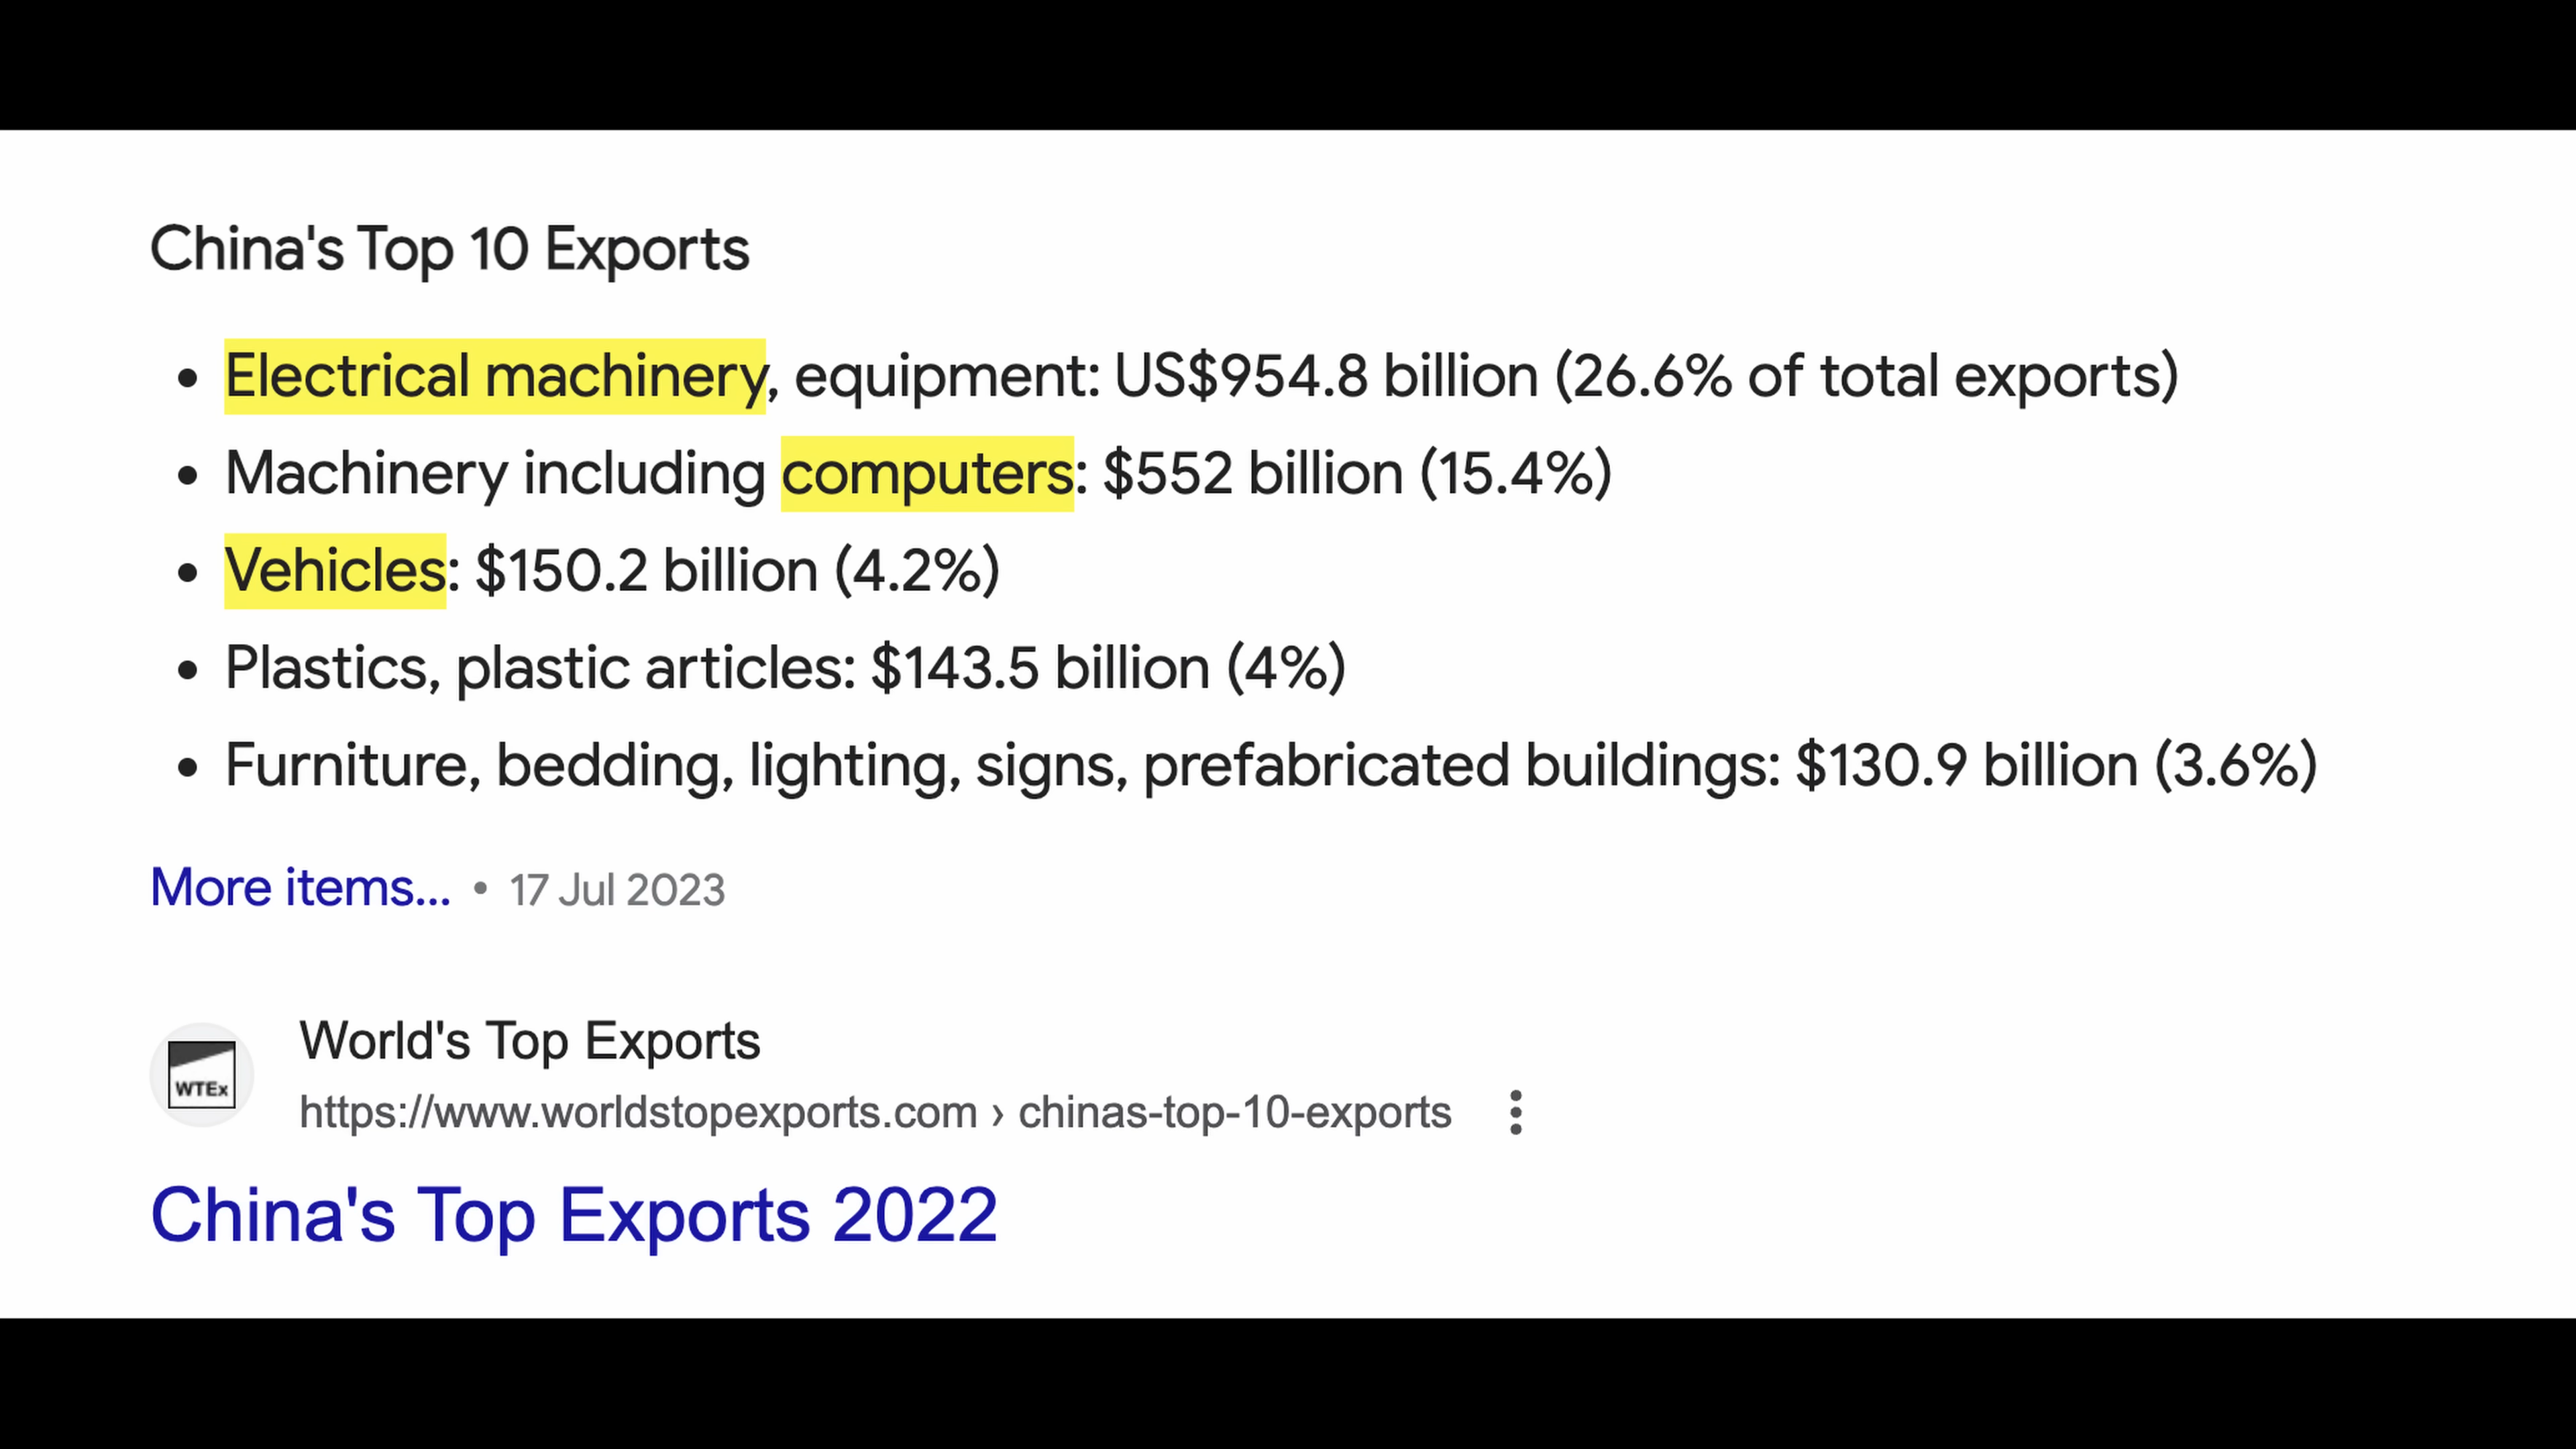 China's Top 10 Exports
• Electrical machinery, equipment: US$954.8 billion (26.6% of total exports)
• Machinery including computers: $552 billion (15.4%)
• Vehicles: $150.2 billion (4.2%)
• Plastics, plastic articles: $143.5 billion (4%)
• Furniture, bedding, lighting, signs, prefabricated buildings: $130.9 billion (3.6%)
More items... • 17 Jul 2023
WTEx
World's Top Exports
https://www.worldstopexports.com › chinas-top-10-exports
China's Top Exports 2022